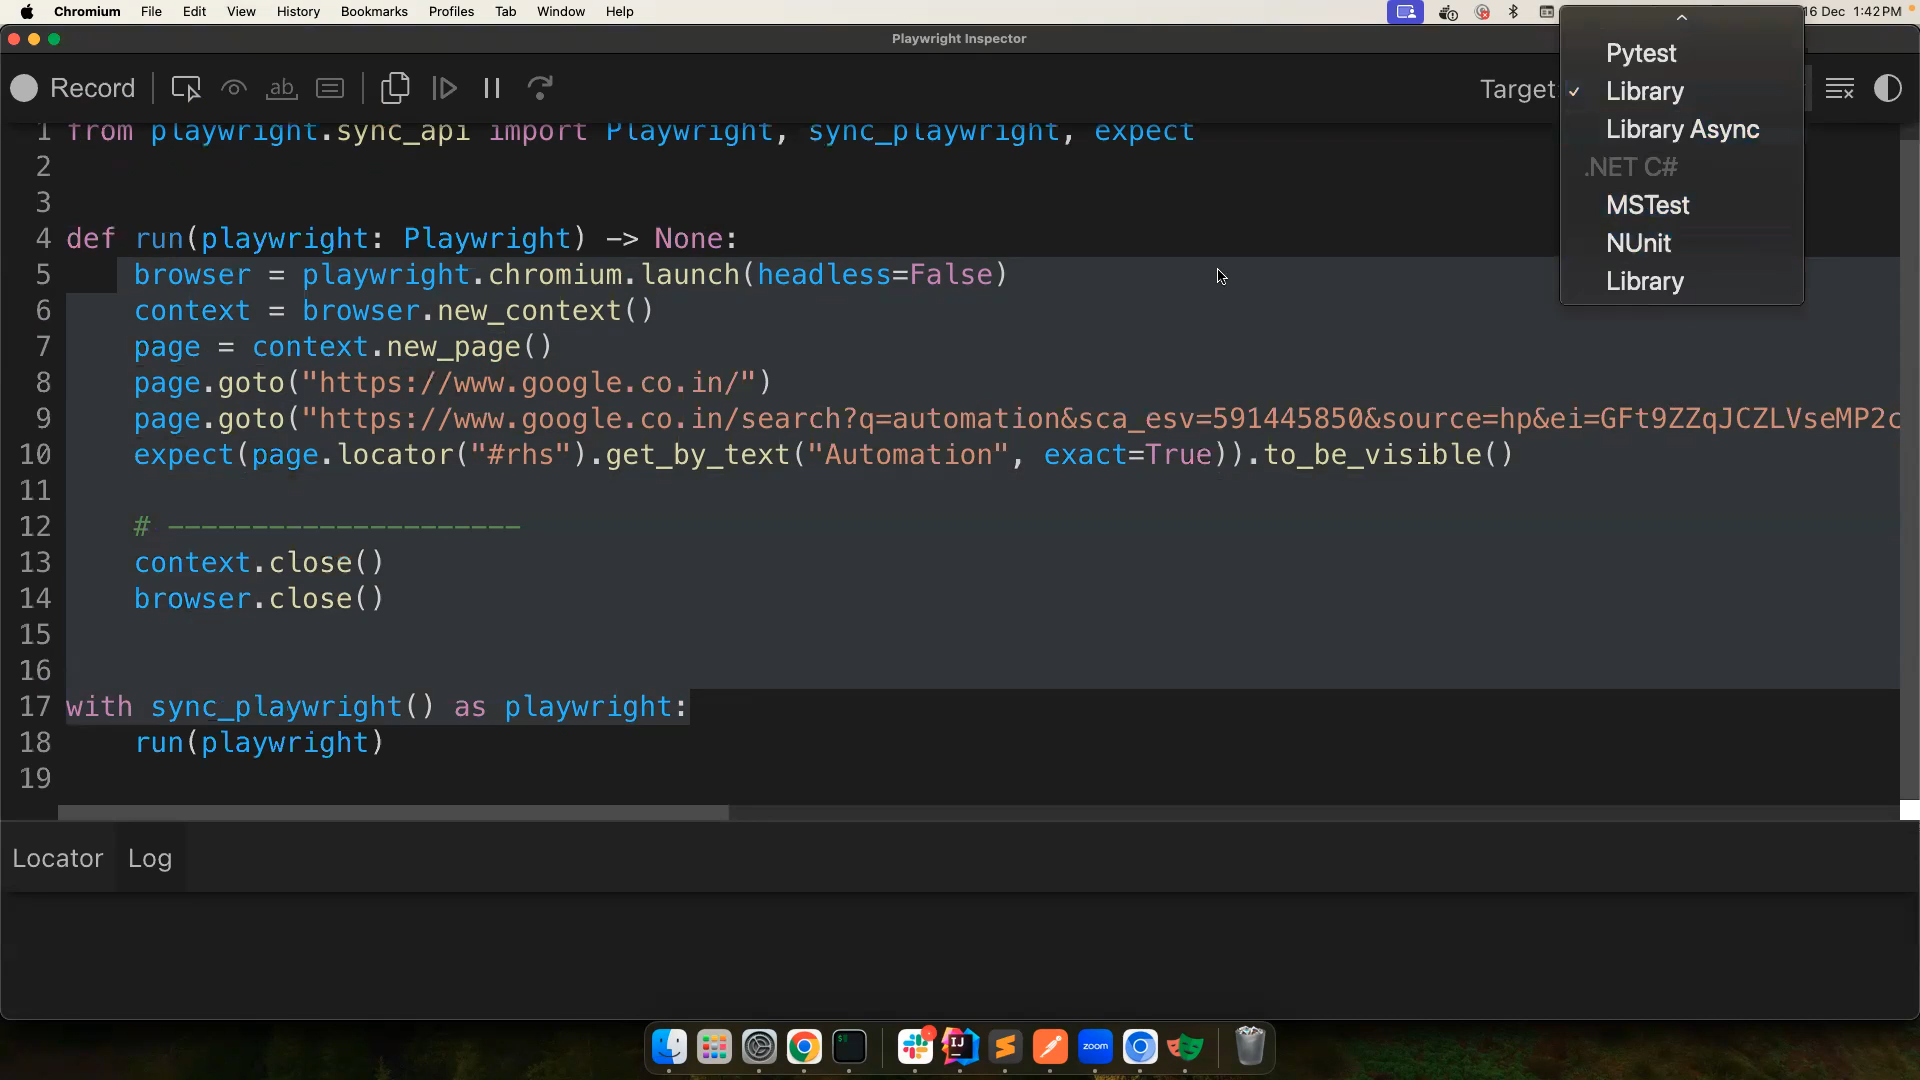 Chromium File Edit View History Bookmarks Profiles Tab Window Help
16 Dec 1:42 PM
Playwright Inspector
Record
ab
Target:
Pytest
✓ Library
Library Async
.NET C#
MSTest
NUnit
Library
1 from playwright.sync_api import Playwright, sync_playwright, expect
2
3
4 def run(playwright: Playwright) -> None:
5 browser = playwright.chromium.launch(headless=False)
6 context = browser.new_context()
7 page = context.new_page()
8 page.goto("https://www.google.co.in/")
9 page.goto("https://www.google.co.in/search?q=automation&sca_esv=591445850&source=hp&ei=GFt9ZZqJCZLVseMP2c
10 expect(page.locator("#rhs").get_by_text("Automation", exact=True)).to_be_visible()
11
12 # ---------------------
13 context.close()
14 browser.close()
15
16
17 with sync_playwright() as playwright:
18 run(playwright)
19
Locator Log
IJ
zoom